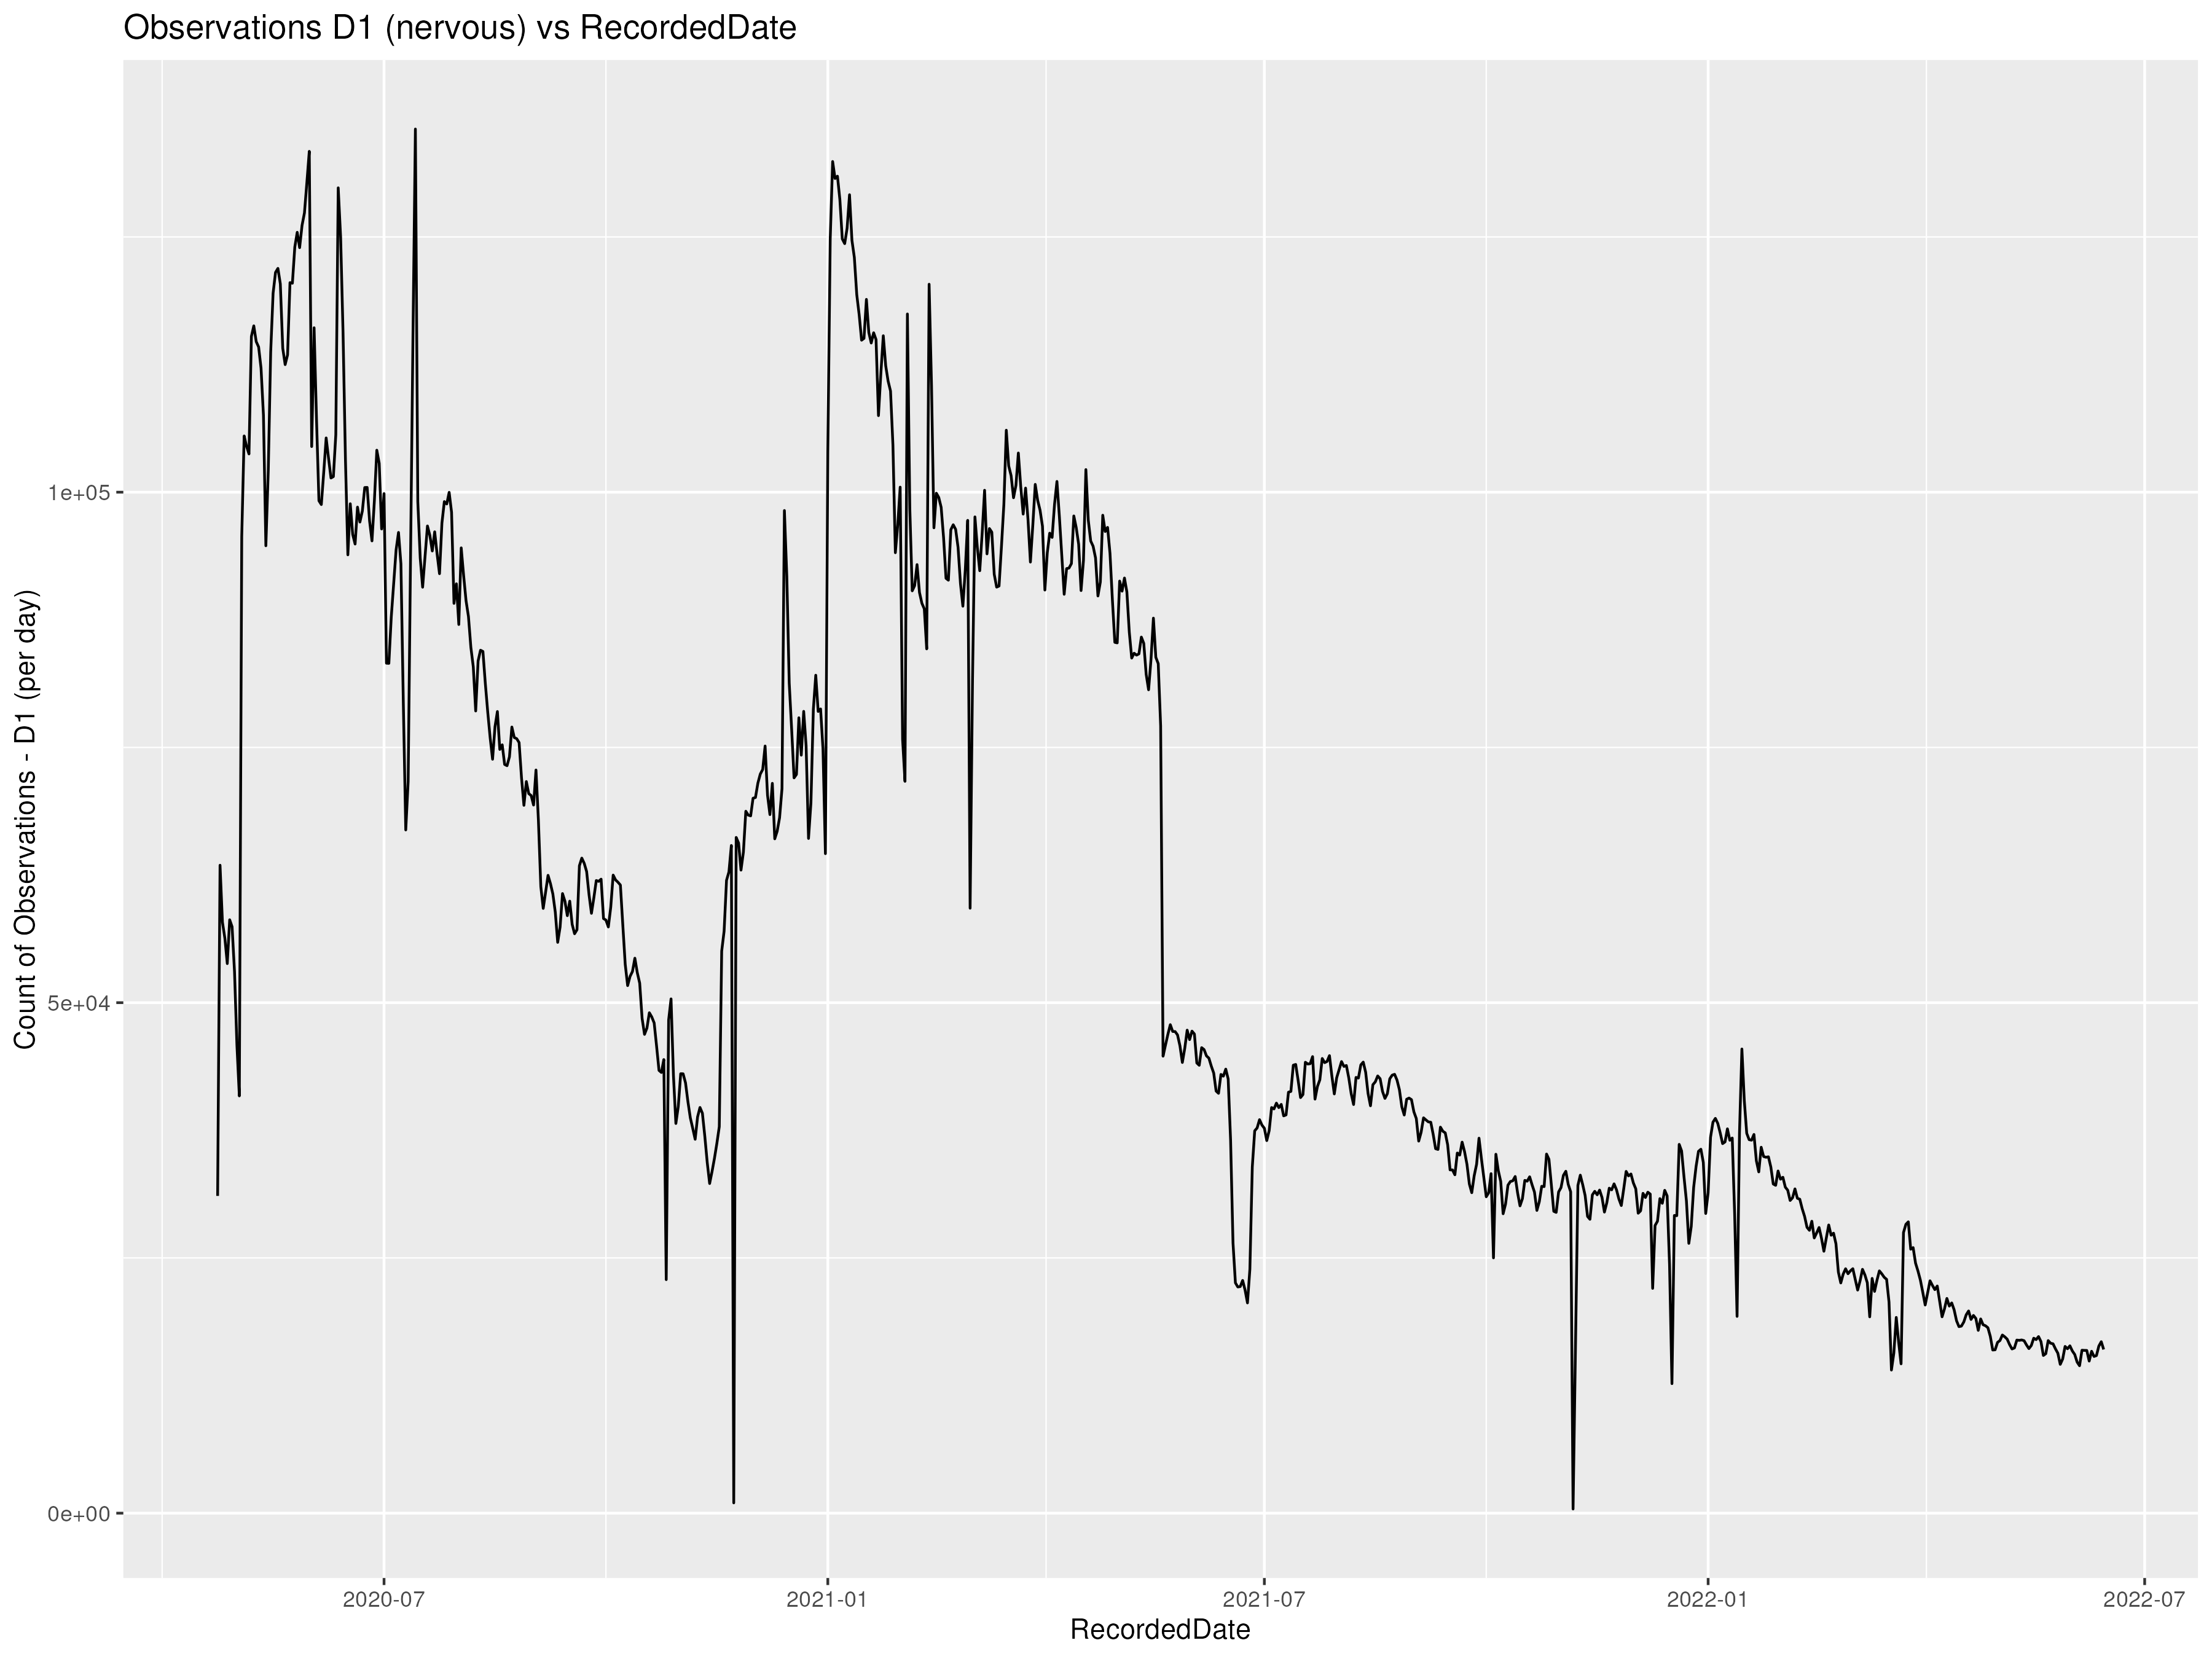 Observations D1 (nervous) vs RecordedDate
Count of Observations - D1 (per day)
1e+05
5e+04
0e+00
2020-07
2021-01
2021-07
2022-01
2022-07
RecordedDate